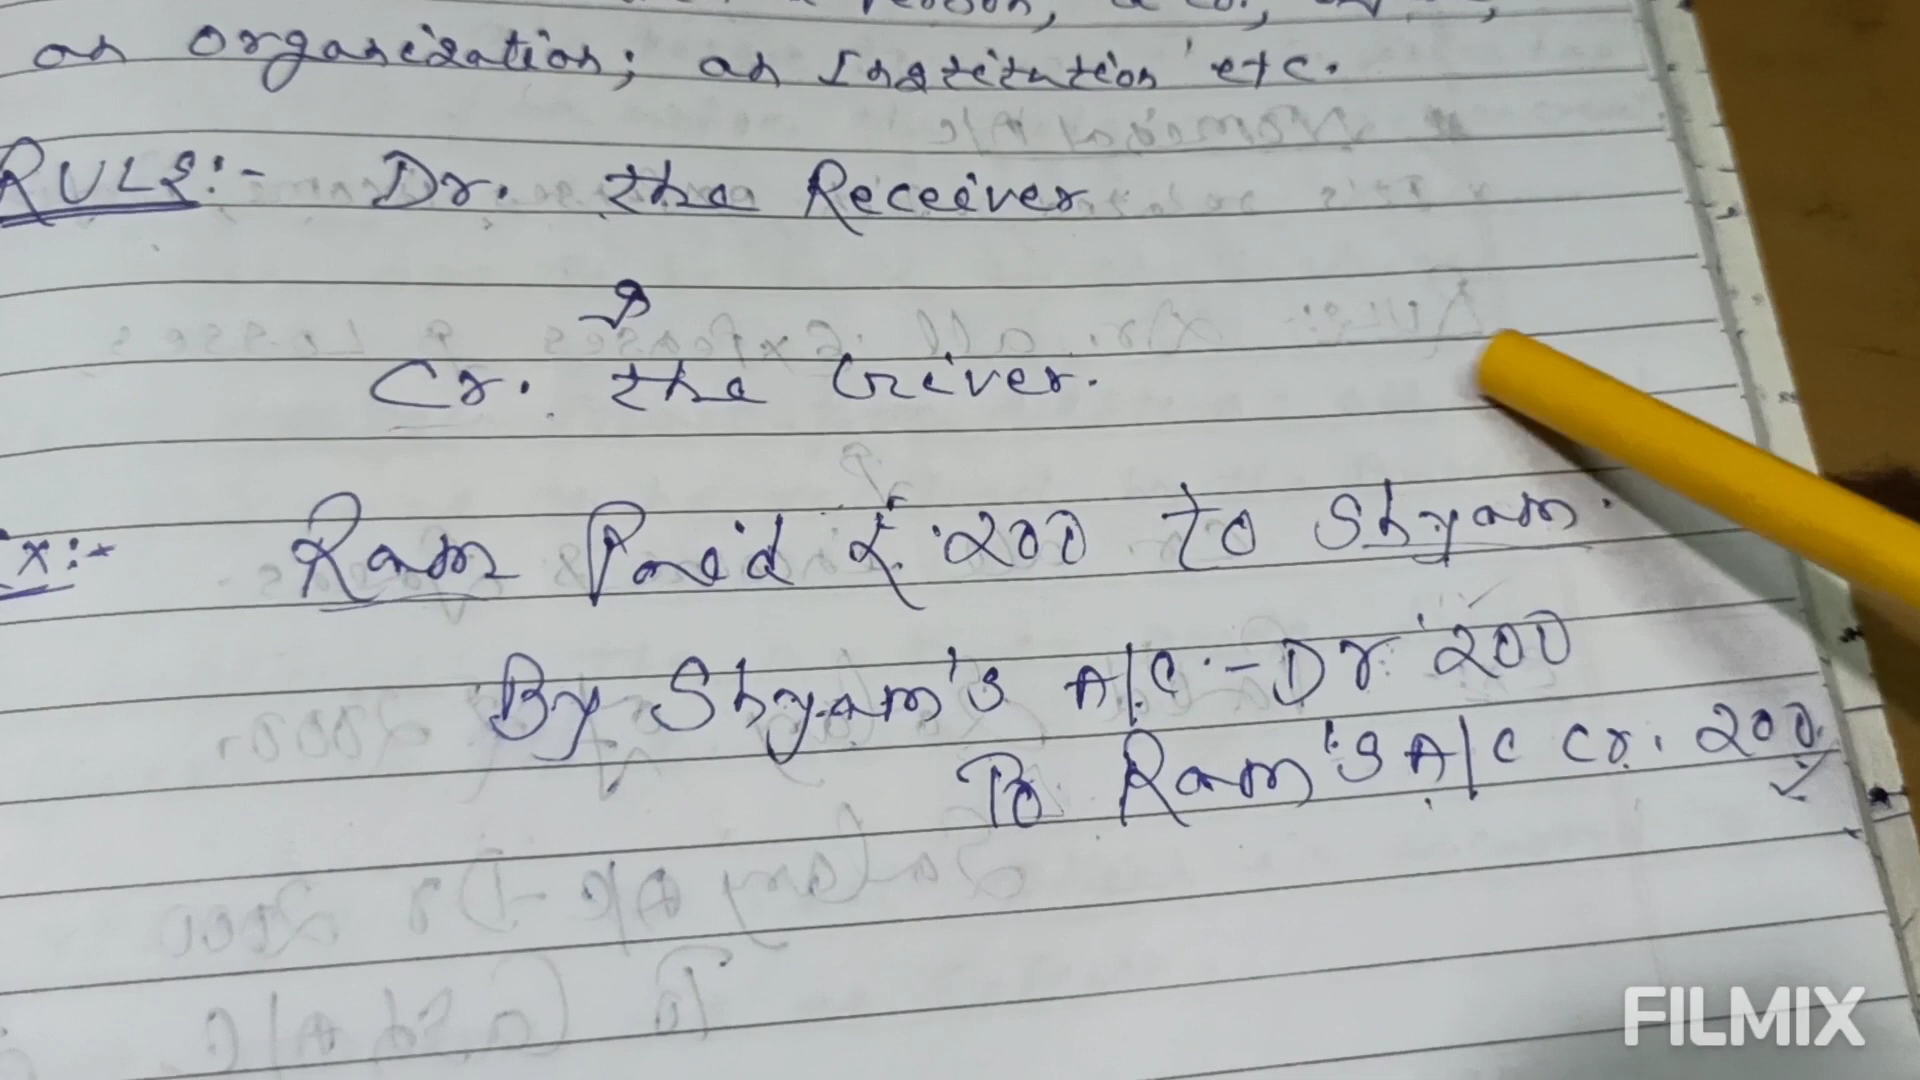 an organization; an Institution etc.
RULE:- Dr. the Receiver
&
Cr. the Giver.
Ex:- Ram Paid ₹. 200 to Shyam.
By Shyam's A/C - Dr. 200
To Ram's A/C Cr. 200
FILMIX